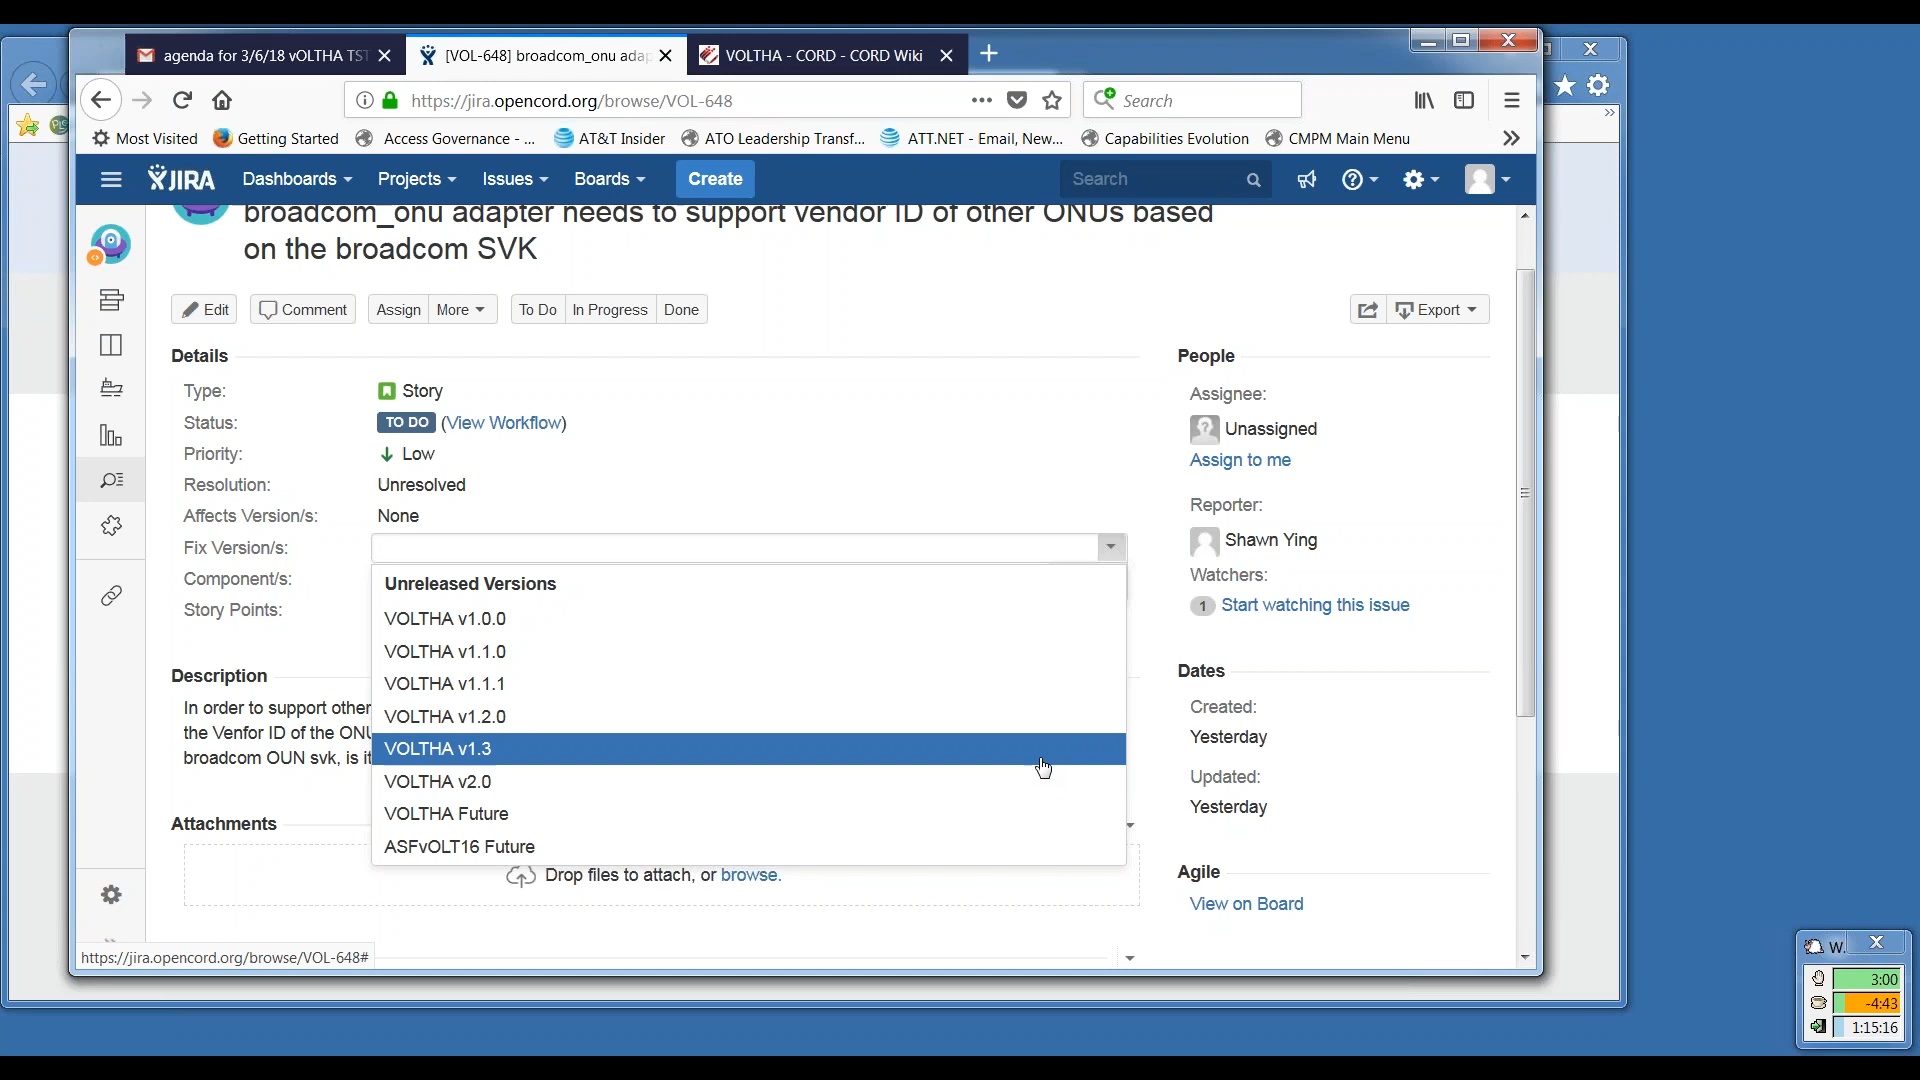 agenda for 3/6/18 vOLTHA TST
[VOL-648] broadcom_onu adap
VOLTHA - CORD - CORD Wiki
https://jira.opencord.org/browse/VOL-648
Search
Most Visited
Getting Started
Access Governance - ...
AT&T Insider
ATO Leadership Transf...
ATT.NET - Email, New...
Capabilities Evolution
CMPM Main Menu
JIRA
Dashboards
Projects
Issues
Boards
Create
Search
broadcom_onu adapter needs to support vendor ID of other ONUs based
on the broadcom SVK
Edit
Comment
Assign
More
To Do
In Progress
Done
Export
Details
Type: Story
Status: TO DO (View Workflow)
Priority: Low
Resolution: Unresolved
Affects Version/s: None
Fix Version/s:
Component/s:
Story Points:
Unreleased Versions
VOLTHA v1.0.0
VOLTHA v1.1.0
VOLTHA v1.1.1
VOLTHA v1.2.0
VOLTHA v1.3
VOLTHA v2.0
VOLTHA Future
ASFvOLT16 Future
Description
In order to support other
the Venfor ID of the ONU
broadcom OUN svk, is it
Attachments
Drop files to attach, or browse.
People
Assignee:
Unassigned
Assign to me
Reporter:
Shawn Ying
Watchers:
1 Start watching this issue
Dates
Created:
Yesterday
Updated:
Yesterday
Agile
View on Board
https://jira.opencord.org/browse/VOL-648#
W.
3:00
-4:43
1:15:16